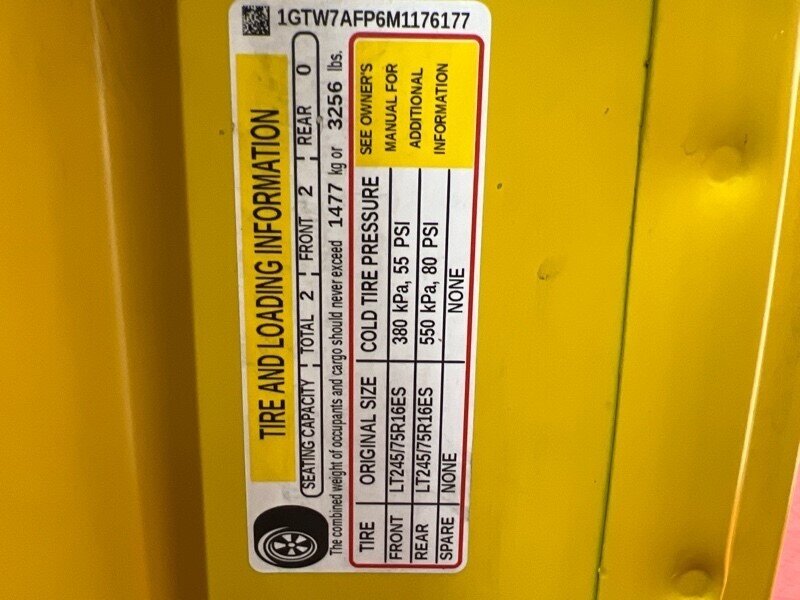 1GTW7AFP6M1176177
TIRE AND LOADING INFORMATION
SEATING CAPACITY TOTAL 2 FRONT 2 REAR 0
The combined weight of occupants and cargo should never exceed 1477 kg or 3256 lbs.
TIRE ORIGINAL SIZE COLD TIRE PRESSURE
FRONT LT245/75R16ES 380 kPa, 55 PSI
REAR LT245/75R16ES 550 kPa, 80 PSI
SPARE NONE NONE
SEE OWNER'S
MANUAL FOR
ADDITIONAL
INFORMATION